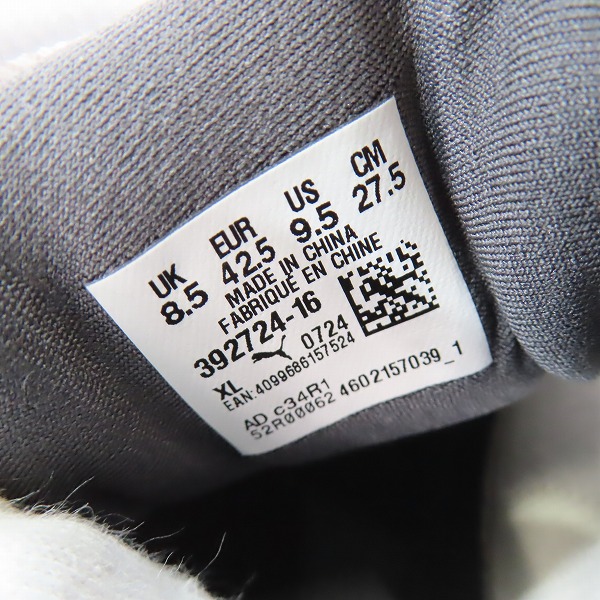 UK EUR US CM
8.5 42.5 9.5 27.5
MADE IN CHINA
FABRIQUE EN CHINE
392724-16
XL 0724
EAN:4099686157524
AD c34R1
52R00062 4602157039_1